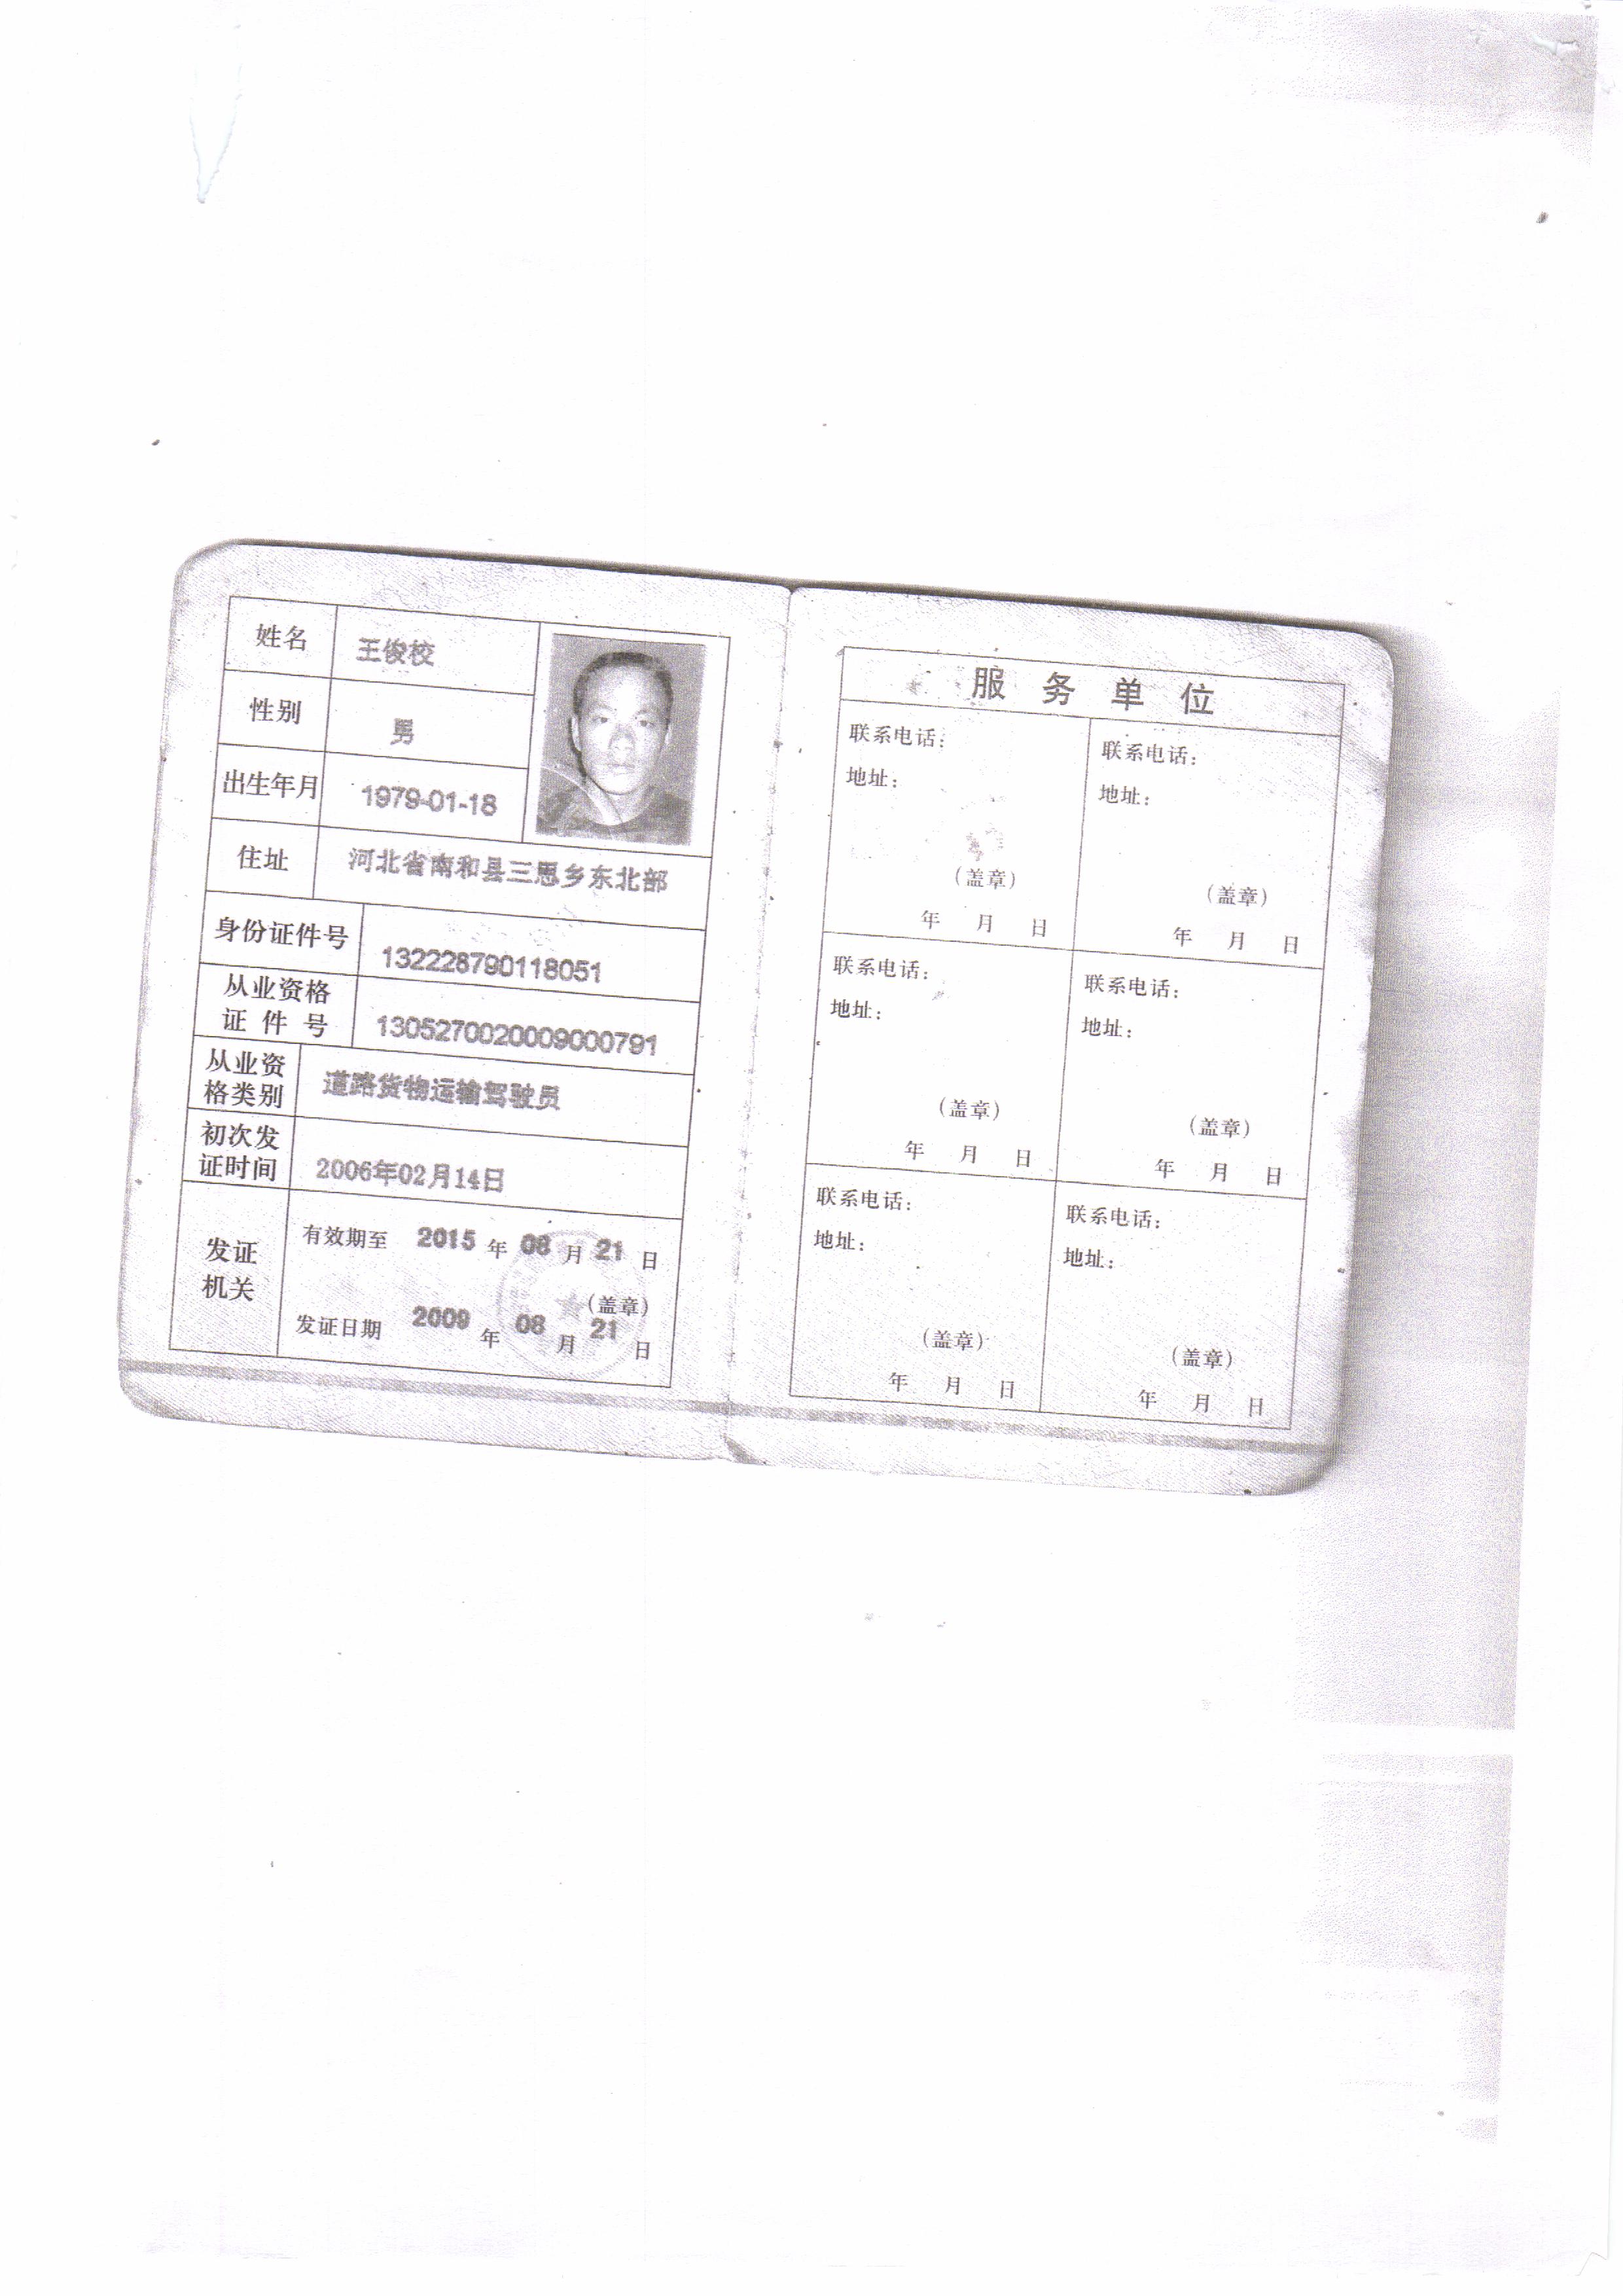 姓名 王俊校
性别 男
出生年月 1979-01-18
住址 河北省南和县三思乡东北部
身份证件号 132228790118051
从业资格
证 件 号 1305270020009000791
从业资
格类别 道路货物运输驾驶员
初次发
证时间 2006年02月14日
发证
机关
有效期至 2015 年 08 月 21 日
(盖章)
发证日期 2009 年 08 月 21 日
服 务 单 位
联系电话:
地址:
(盖章)
年 月 日
联系电话:
地址:
(盖章)
年 月 日
联系电话:
地址:
(盖章)
年 月 日
联系电话:
地址:
(盖章)
年 月 日
联系电话:
地址:
(盖章)
年 月 日
联系电话:
地址:
(盖章)
年 月 日